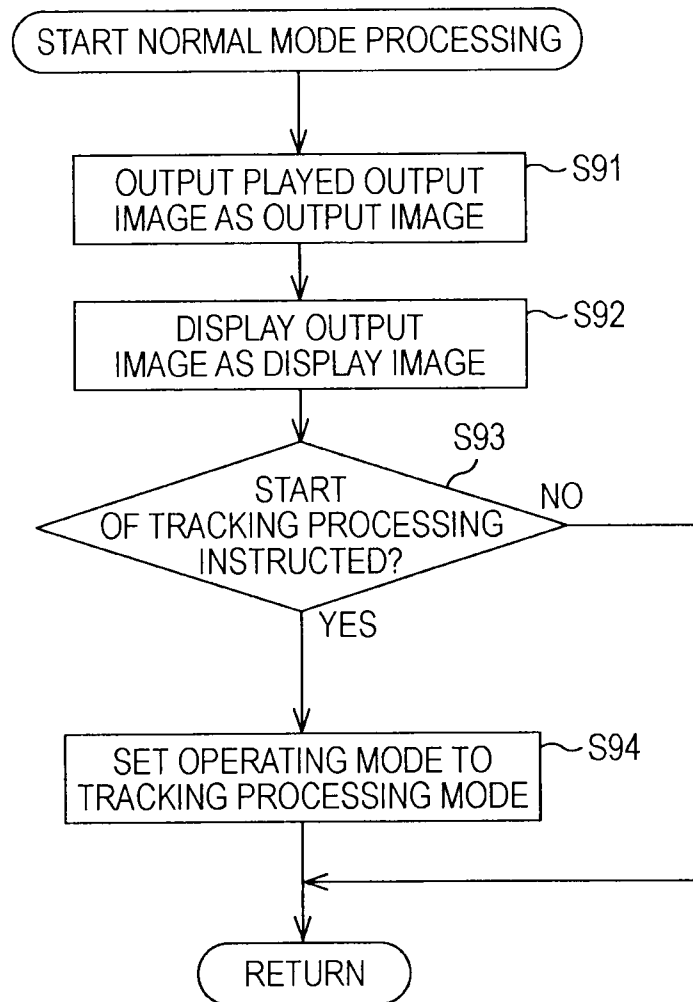 START NORMAL MODE PROCESSING
OUTPUT PLAYED OUTPUT
IMAGE AS OUTPUT IMAGE
S91
DISPLAY OUTPUT
IMAGE AS DISPLAY IMAGE
S92
S93
START
OF TRACKING PROCESSING
INSTRUCTED?
NO
YES
SET OPERATING MODE TO
TRACKING PROCESSING MODE
S94
RETURN